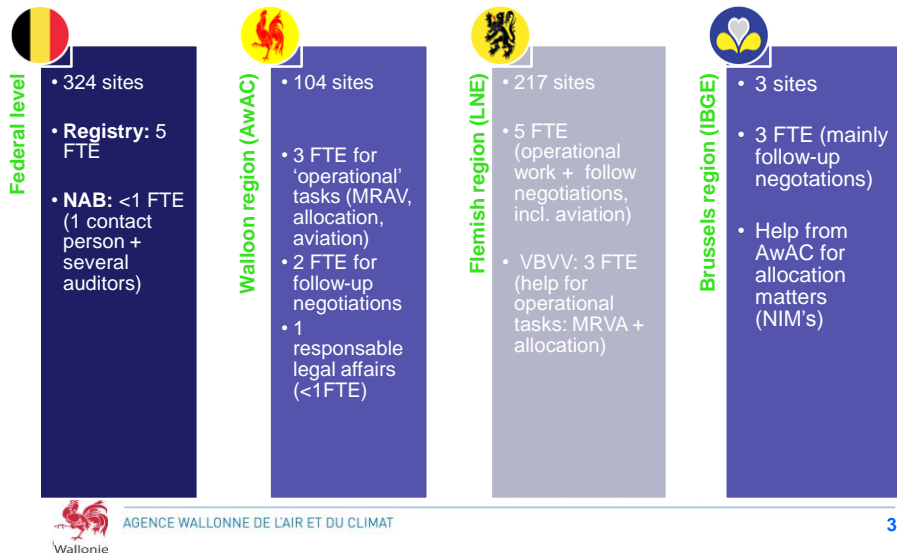 Federal level
• 324 sites
• Registry: 5
FTE
• NAB: <1 FTE
(1 contact
person +
several
auditors)
Walloon region (AwAC)
• 104 sites
• 3 FTE for
‘operational’
tasks (MRAV,
allocation,
aviation)
• 2 FTE for
follow-up
negotiations
• 1
responsable
legal affairs
(<1FTE)
Flemish region (LNE)
• 217 sites
• 5 FTE
(operational
work + follow
negotiations,
incl. aviation)
• VBVV: 3 FTE
(help for
operational
tasks: MRVA +
allocation)
Brussels region (IBGE)
• 3 sites
• 3 FTE (mainly
follow-up
negotations)
• Help from
AwAC for
allocation
matters
(NIM’s)
Wallonie
AGENCE WALLONNE DE L’AIR ET DU CLIMAT
3